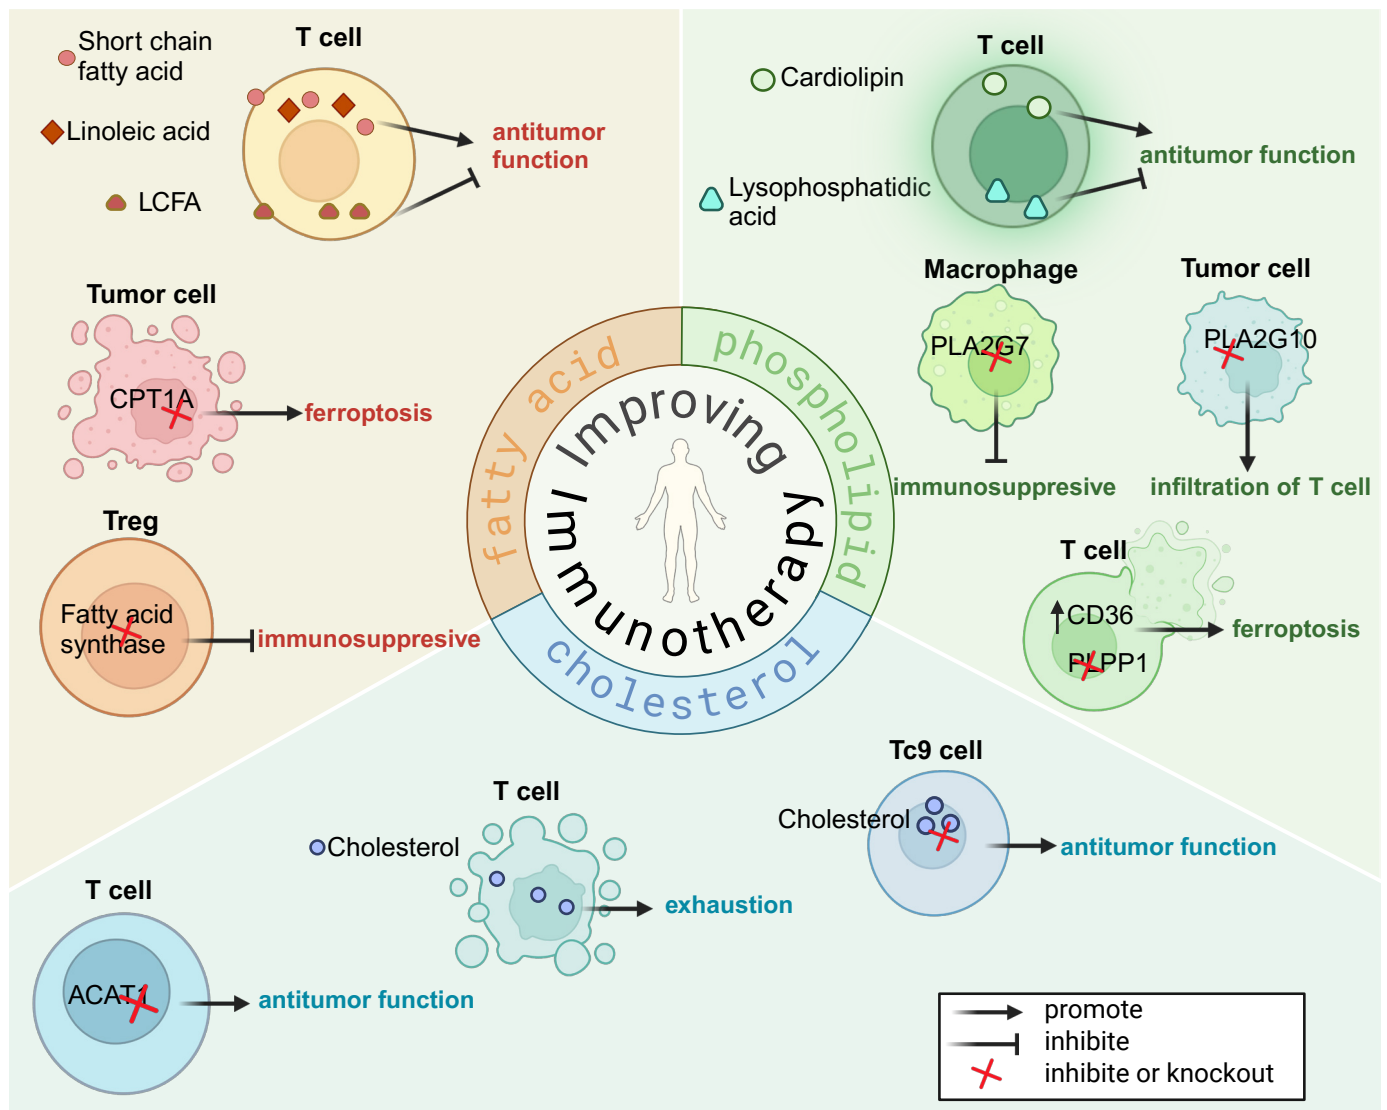 Short chain
fatty acid
T cell
Linoleic acid
LCFA
antitumor
function
Tumor cell
CPT1A
ferroptosis
Treg
Fatty acid
synthase
immunosuppresive
T cell
Cardiolipin
Lysophosphatidic
acid
antitumor function
Macrophage
PLA2G7
immunosuppresive
Tumor cell
PLA2G10
infiltration of T cell
T cell
CD36
PLPP1
ferroptosis
fatty acid
phospholipid
cholesterol
Improving
Immunotherapy
T cell
ACAT1
antitumor function
T cell
Cholesterol
exhaustion
Tc9 cell
Cholesterol
antitumor function
promote
inhibite
inhibite or knockout